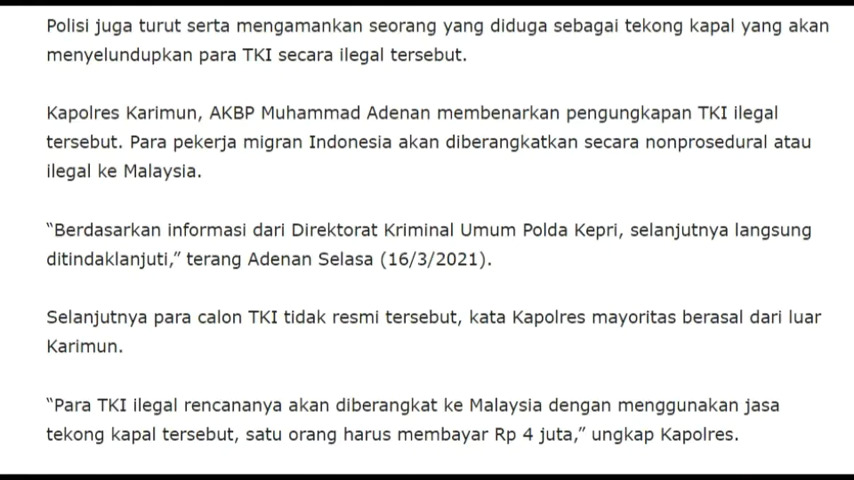 Polisi juga turut serta mengamankan seorang yang diduga sebagai tekong kapal yang akan
menyelundupkan para TKI secara ilegal tersebut.
Kapolres Karimun, AKBP Muhammad Adenan membenarkan pengungkapan TKI ilegal
tersebut. Para pekerja migran Indonesia akan diberangkatkan secara nonprosedural atau
ilegal ke Malaysia.
“Berdasarkan informasi dari Direktorat Kriminal Umum Polda Kepri, selanjutnya langsung
ditindaklanjuti,” terang Adenan Selasa (16/3/2021).
Selanjutnya para calon TKI tidak resmi tersebut, kata Kapolres mayoritas berasal dari luar
Karimun.
“Para TKI ilegal rencananya akan diberangkat ke Malaysia dengan menggunakan jasa
tekong kapal tersebut, satu orang harus membayar Rp 4 juta,” ungkap Kapolres.